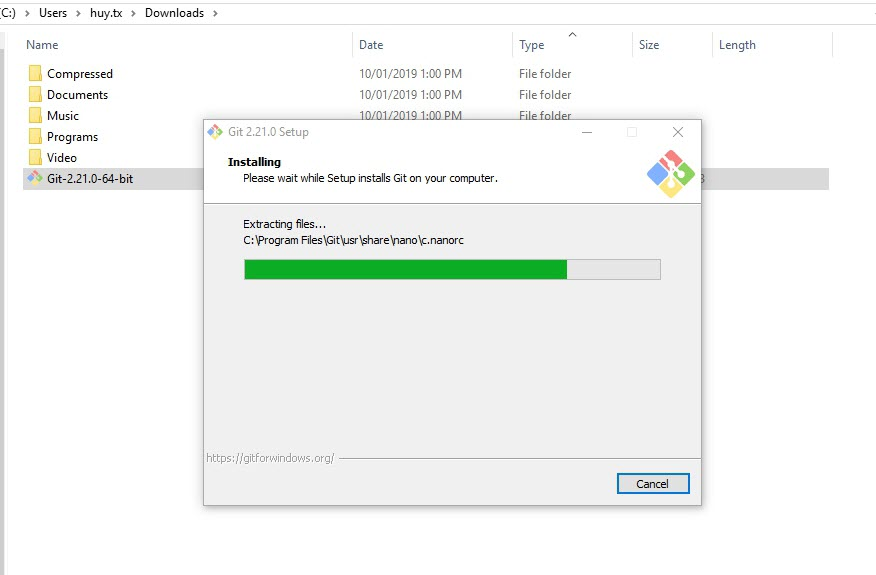 (C:) > Users > huy.tx > Downloads >
Name Date Type Size Length
Compressed 10/01/2019 1:00 PM File folder
Documents 10/01/2019 1:00 PM File folder
Music 10/01/2019 1:00 PM File folder
Programs
Video
Git-2.21.0-64-bit
Git 2.21.0 Setup
Installing
Please wait while Setup installs Git on your computer.
Extracting files...
C:\Program Files\Git\usr\share\nano\c.nanorc
https://gitforwindows.org/
Cancel